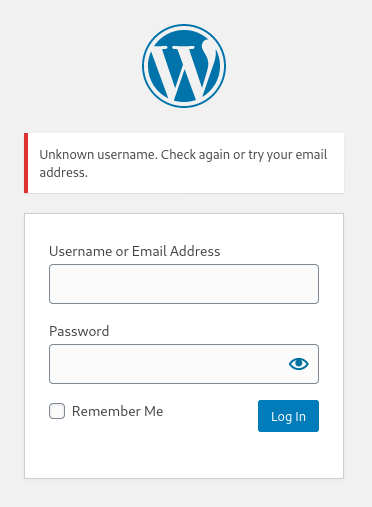 Unknown username. Check again or try your email
address.
Username or Email Address
Password
Remember Me
Log In